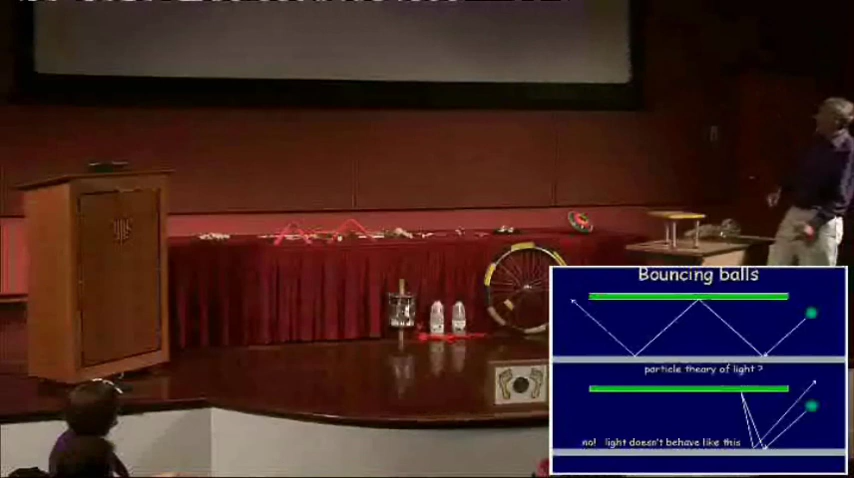 Bouncing balls
particle theory of light ?
no! light doesn't behave like this